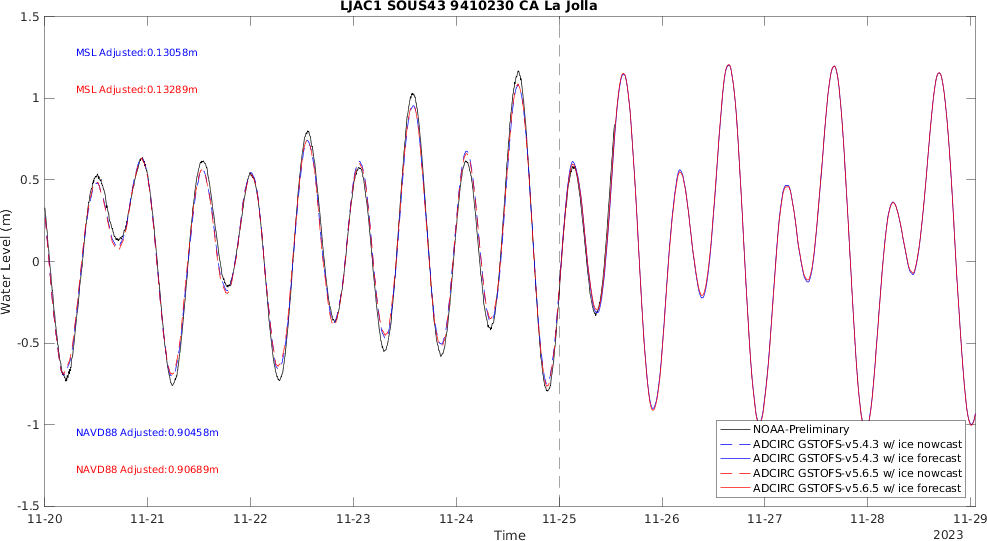 LJAC1 SOUS43 9410230 CA La Jolla
1.5
MSL Adjusted:0.13058m
MSL Adjusted:0.13289m
1
0.5
0
Water Level (m)
-0.5
-1
NAVD88 Adjusted:0.90458m
NAVD88 Adjusted:0.90689m
-1.5
NOAA-Preliminary
ADCIRC GSTOFS-v5.4.3 w/ ice nowcast
ADCIRC GSTOFS-v5.4.3 w/ ice forecast
ADCIRC GSTOFS-v5.6.5 w/ ice nowcast
ADCIRC GSTOFS-v5.6.5 w/ ice forecast
11-20 11-21 11-22 11-23 11-24 11-25 11-26 11-27 11-28 11-29
Time
2023